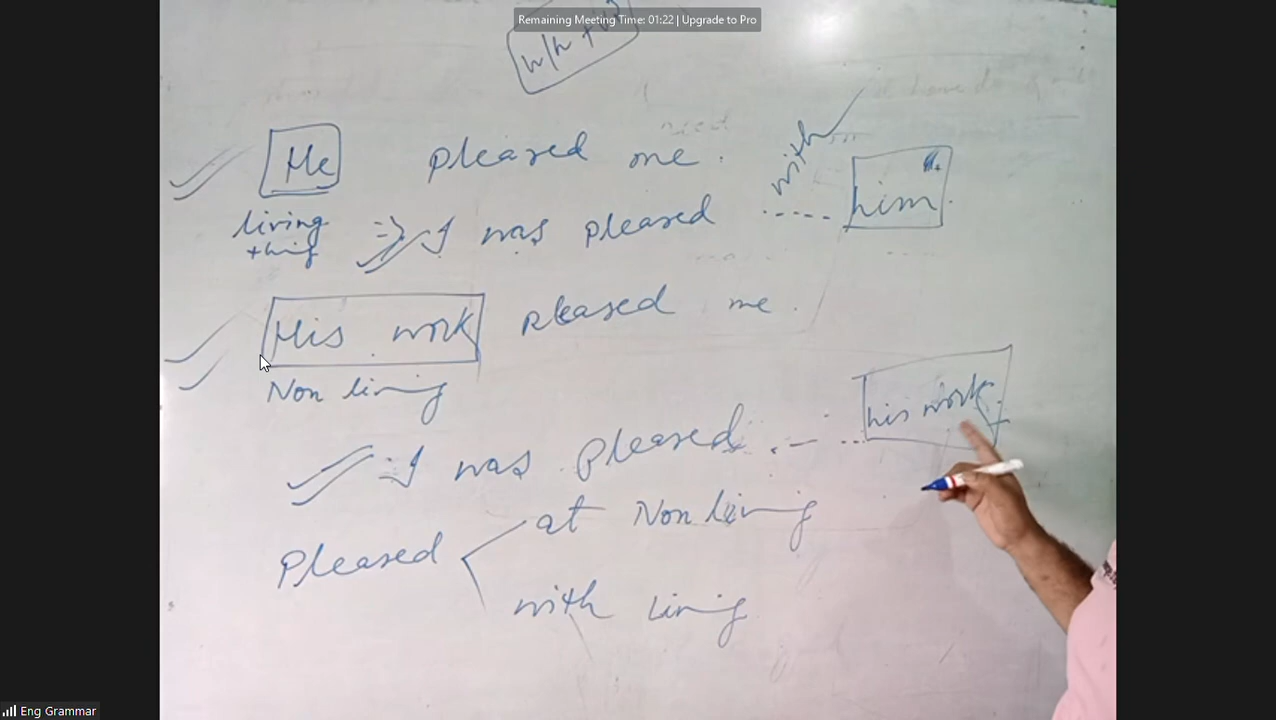 Remaining Meeting Time: 01:22 | Upgrade to Pro
He pleased me.
living thing
=> I was pleased ..... with him.
His work pleased me.
Non living
=> I was pleased ..... his work.
Pleased
at Non living
with living
Eng Grammar